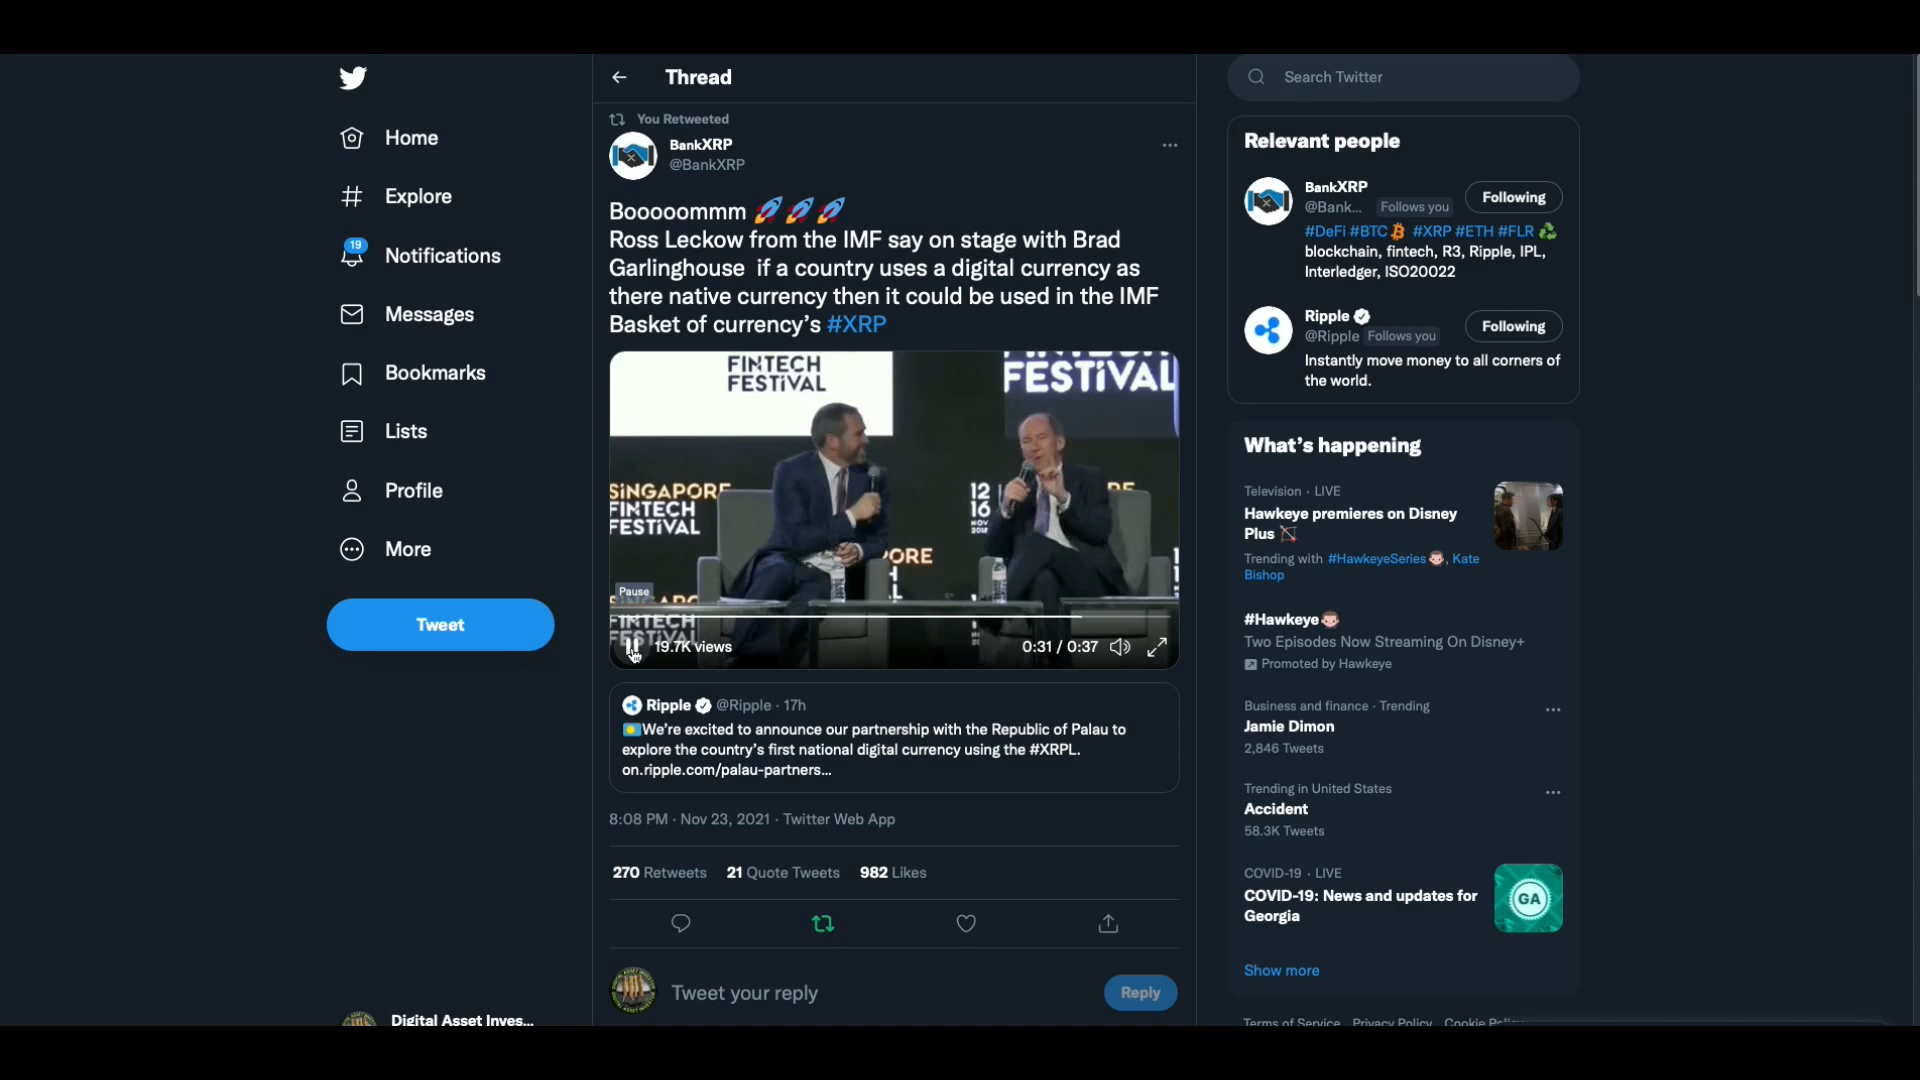 Home
Explore
19
Notifications
Messages
Bookmarks
Lists
Profile
More
Tweet
Digital Asset Inves...
Thread
You Retweeted
BankXRP
@BankXRP
Booooommm 🚀🚀🚀
Ross Leckow from the IMF say on stage with Brad
Garlinghouse if a country uses a digital currency as
there native currency then it could be used in the IMF
Basket of currency's #XRP
FINTECH
FESTIVAL
FINTECH
FESTIVAL
SINGAPORE
FINTECH
FESTIVAL
12
16
NOV
2018
Pause
FINTECH
FESTIVAL
19.7K views
0:31 / 0:37
Ripple @Ripple · 17h
🇵🇼We're excited to announce our partnership with the Republic of Palau to
explore the country's first national digital currency using the #XRPL.
on.ripple.com/palau-partners...
8:08 PM · Nov 23, 2021 · Twitter Web App
270 Retweets 21 Quote Tweets 982 Likes
Tweet your reply
Reply
Search Twitter
Relevant people
BankXRP
@Bank... Follows you
Following
#DeFi #BTC #XRP #ETH #FLR ♻️
blockchain, fintech, R3, Ripple, IPL,
Interledger, ISO20022
Ripple
@Ripple Follows you
Following
Instantly move money to all corners of
the world.
What's happening
Television · LIVE
Hawkeye premieres on Disney
Plus 🏹
Trending with #HawkeyeSeries, Kate
Bishop
#Hawkeye
Two Episodes Now Streaming On Disney+
Promoted by Hawkeye
Business and finance · Trending
Jamie Dimon
2,846 Tweets
Trending in United States
Accident
58.3K Tweets
COVID-19 · LIVE
COVID-19: News and updates for
Georgia
GA
Show more
Terms of Service Privacy Policy Cookie Policy